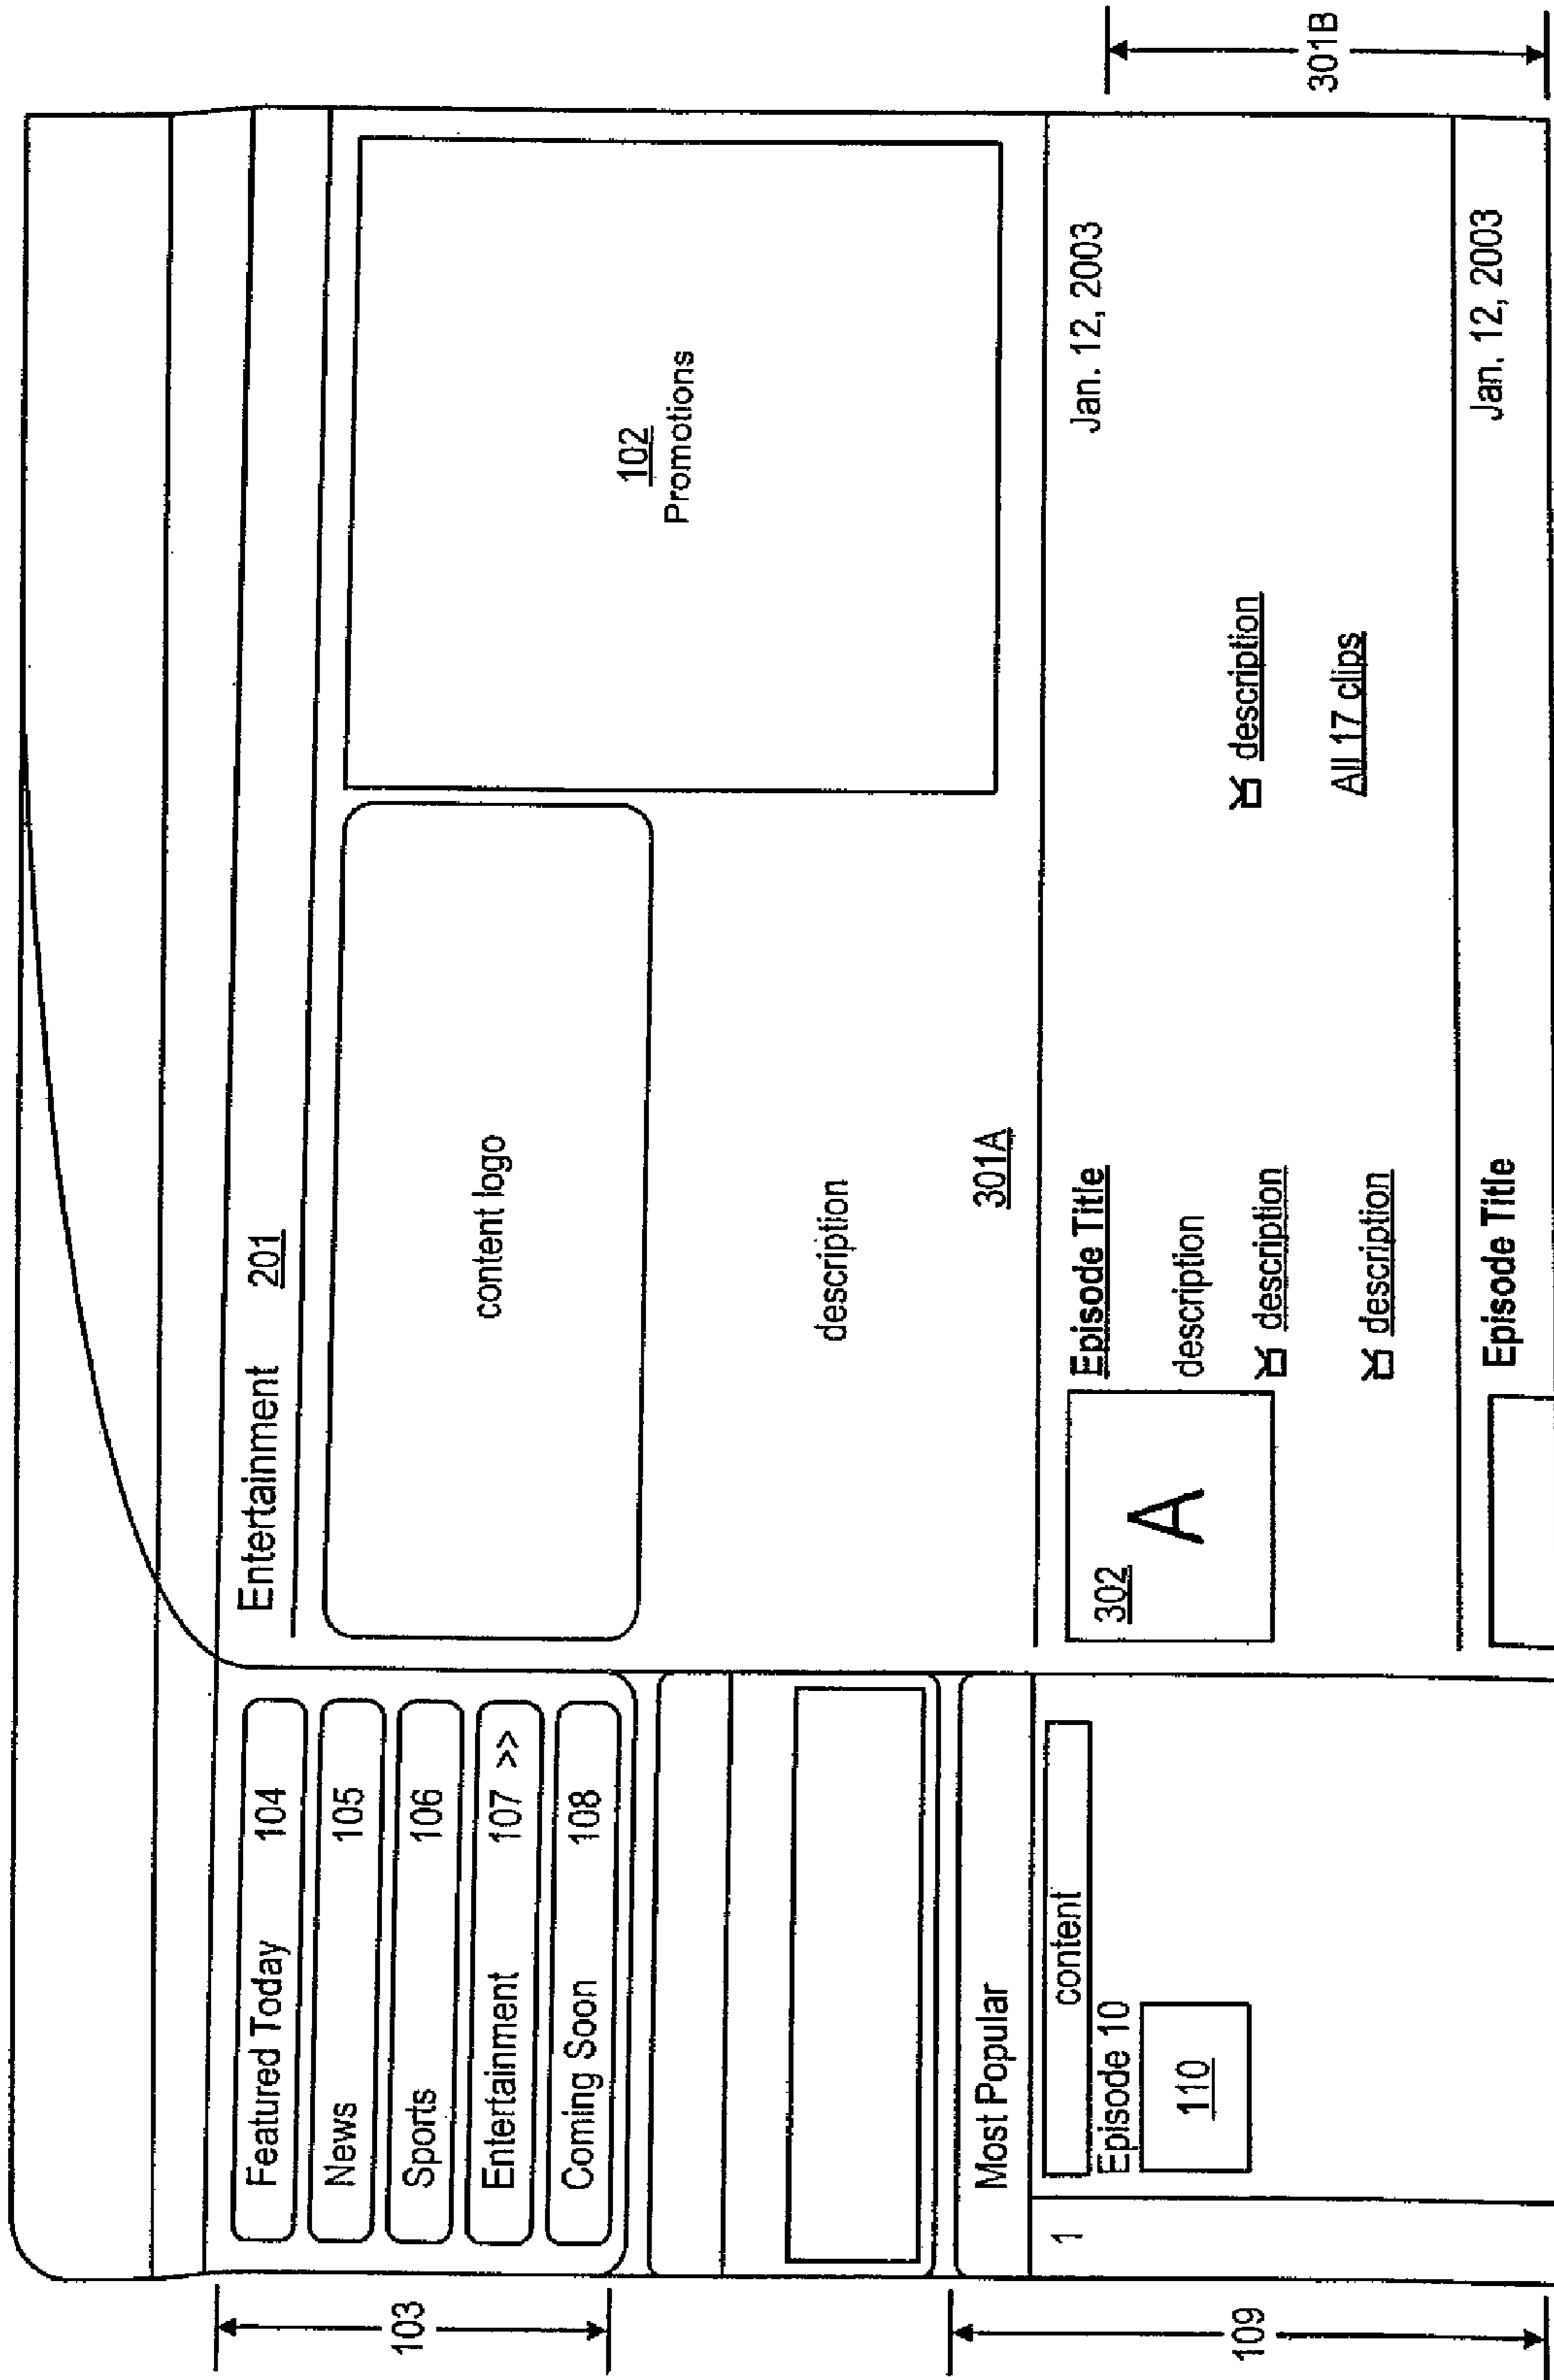 103
Featured Today 104
News 105
Sports 106
Entertainment 107 >>
Coming Soon 108
Entertainment 201
content logo
description
301A
102
Promotions
109
Most Popular
1
content
Episode 10
110
302
A
Episode Title
Jan. 12, 2003
description
description
description
description
All 17 clips
Episode Title
Jan. 12, 2003
301B